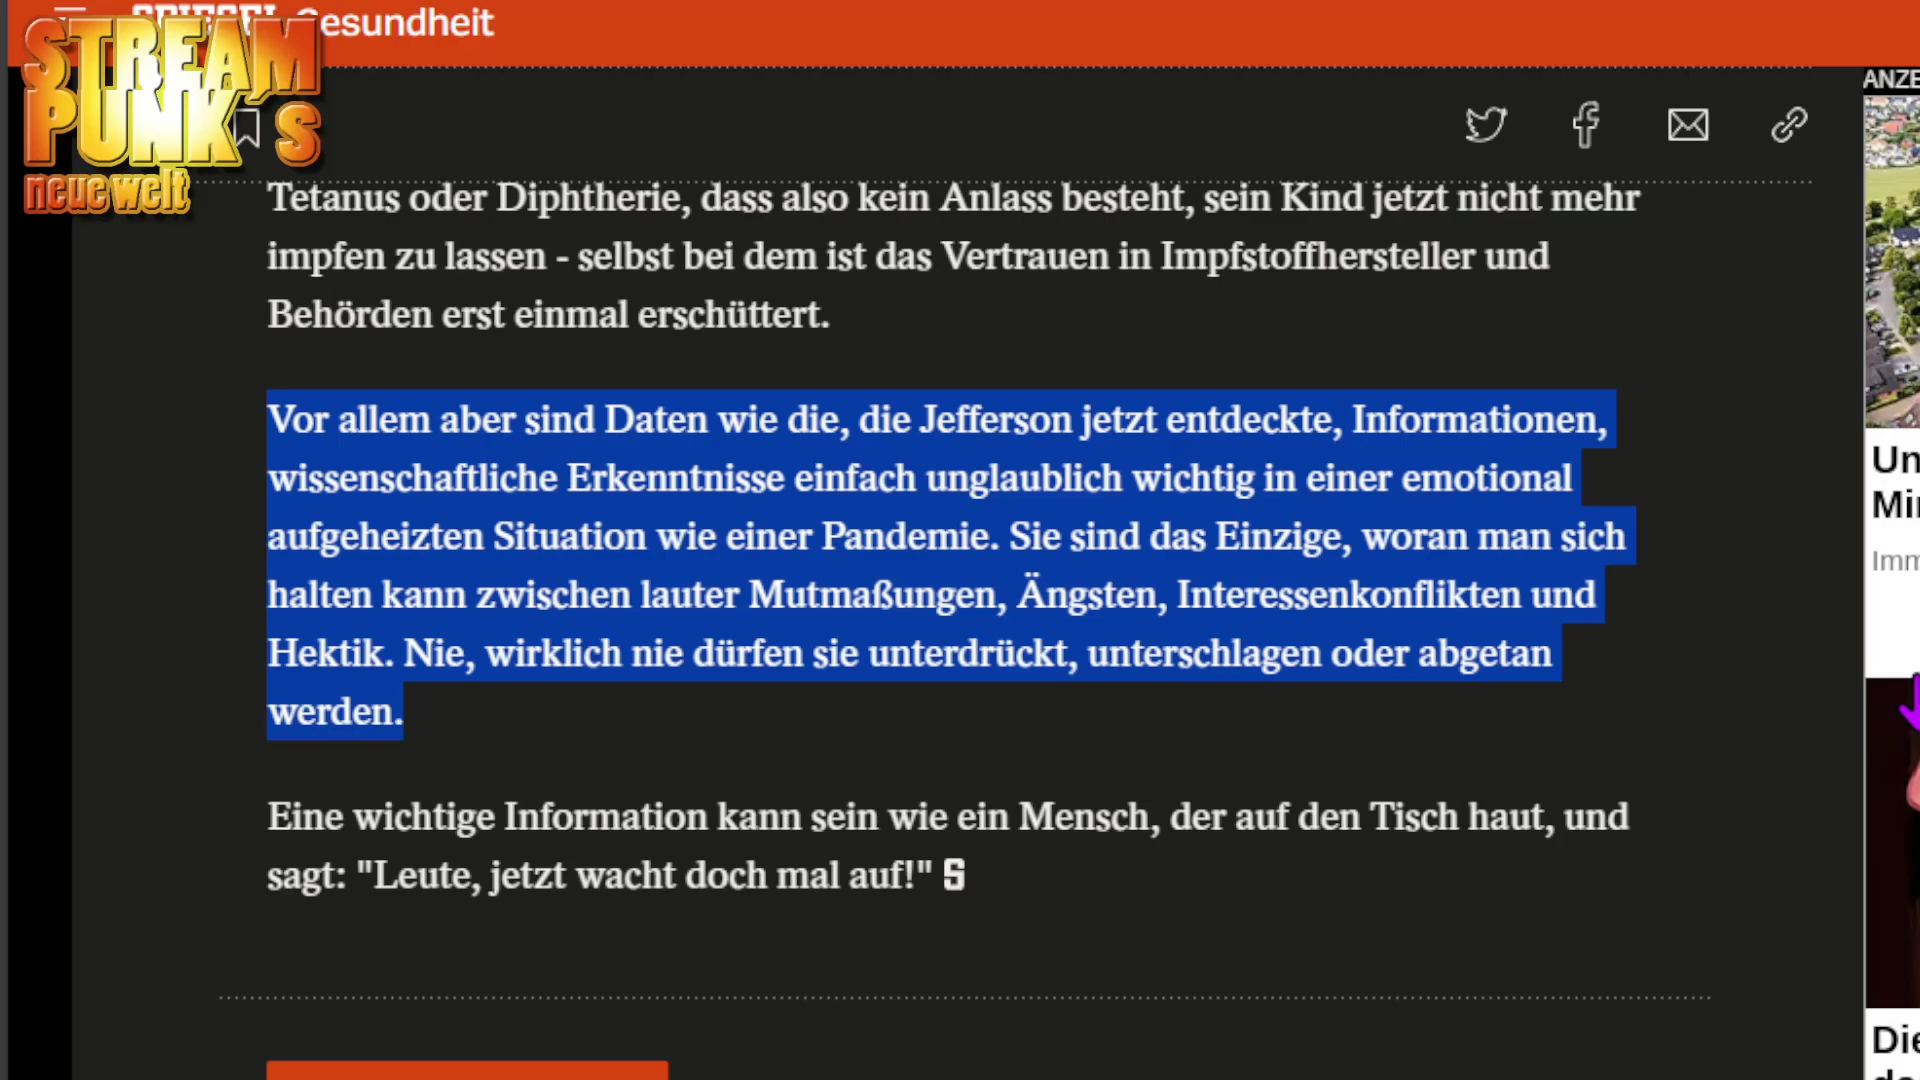 Gesundheit
STREAM
PUNK's
neue welt
ANZE
Tetanus oder Diphtherie, dass also kein Anlass besteht, sein Kind jetzt nicht mehr
impfen zu lassen - selbst bei dem ist das Vertrauen in Impfstoffhersteller und
Behörden erst einmal erschüttert.
Vor allem aber sind Daten wie die, die Jefferson jetzt entdeckte, Informationen,
wissenschaftliche Erkenntnisse einfach unglaublich wichtig in einer emotional
aufgeheizten Situation wie einer Pandemie. Sie sind das Einzige, woran man sich
halten kann zwischen lauter Mutmaßungen, Ängsten, Interessenkonflikten und
Hektik. Nie, wirklich nie dürfen sie unterdrückt, unterschlagen oder abgetan
werden.
Eine wichtige Information kann sein wie ein Mensch, der auf den Tisch haut, und
sagt: "Leute, jetzt wacht doch mal auf!" S
Un
Min
Imm
Die